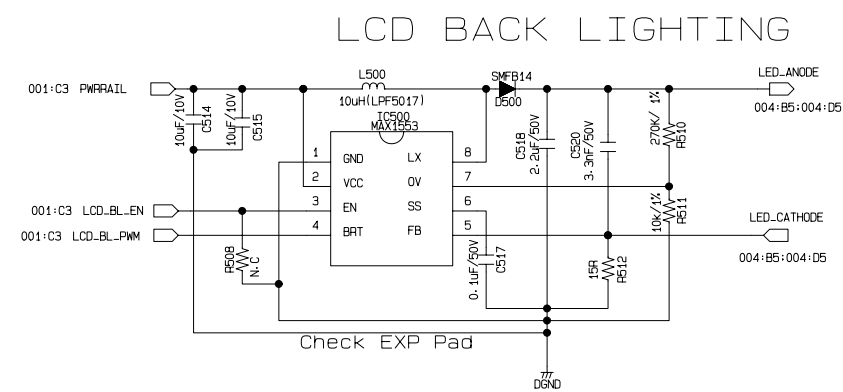 LCD BACK LIGHTING
001:C3 PWRRAIL
10uF/10V
C514
10uF/10V
C515
L500
10uH(LPF5017)
SMFB14
D500
LED_ANODE
004:B5;004:D5
IC500
MAX1553
1 GND LX 8
2 VCC OV 7
3 EN SS 6
4 BRT FB 5
C518
2.2uF/50V
C520
3.3nF/50V
270K/ 1%
R510
10k/1%
R511
001:C3 LCD_BL_EN
001:C3 LCD_BL_PWM
LED_CATHODE
004:B5;004:D5
R508
N.C
0.1uF/50V
C517
15R
R512
Check EXP Pad
DGND